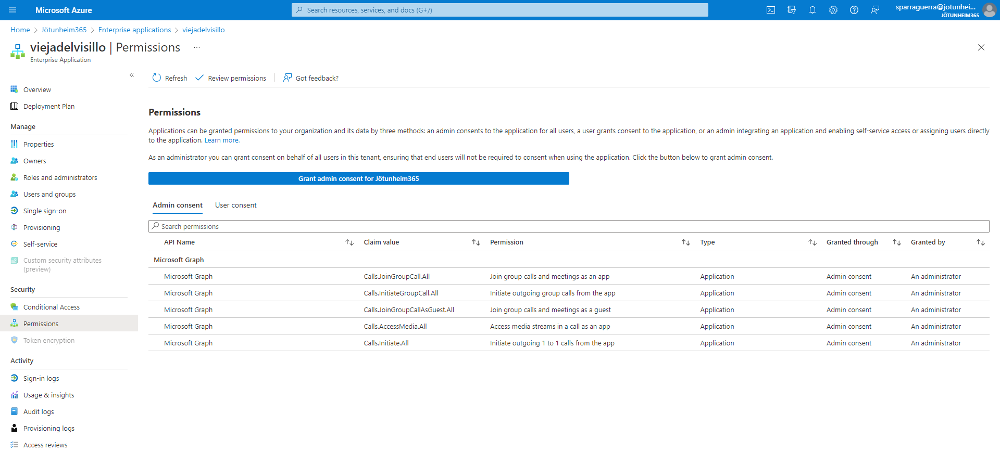 Microsoft Azure
Search resources, services, and docs (G+/)
sparraguerra@jotunhei...
JÖTUNHEIM365
Home > Jötunheim365 > Enterprise applications > viejadelvisillo
viejadelvisillo | Permissions ...
Enterprise Application
Overview
Deployment Plan
Manage
Properties
Owners
Roles and administrators
Users and groups
Single sign-on
Provisioning
Self-service
Custom security attributes
(preview)
Security
Conditional Access
Permissions
Token encryption
Activity
Sign-in logs
Usage & insights
Audit logs
Provisioning logs
Access reviews
Refresh Review permissions Got feedback?
Permissions
Applications can be granted permissions to your organization and its data by three methods: an admin consents to the application for all users, a user grants consent to the application, or an admin integrating an application and enabling self-service access or assigning users directly
to the application. Learn more.
As an administrator you can grant consent on behalf of all users in this tenant, ensuring that end users will not be required to consent when using the application. Click the button below to grant admin consent.
Grant admin consent for Jötunheim365
Admin consent User consent
Search permissions
API Name Claim value Permission Type Granted through Granted by
Microsoft Graph
Microsoft Graph Calls.JoinGroupCall.All Join group calls and meetings as an app Application Admin consent An administrator
Microsoft Graph Calls.InitiateGroupCall.All Initiate outgoing group calls from the app Application Admin consent An administrator
Microsoft Graph Calls.JoinGroupCallAsGuest.All Join group calls and meetings as a guest Application Admin consent An administrator
Microsoft Graph Calls.AccessMedia.All Access media streams in a call as an app Application Admin consent An administrator
Microsoft Graph Calls.Initiate.All Initiate outgoing 1 to 1 calls from the app Application Admin consent An administrator